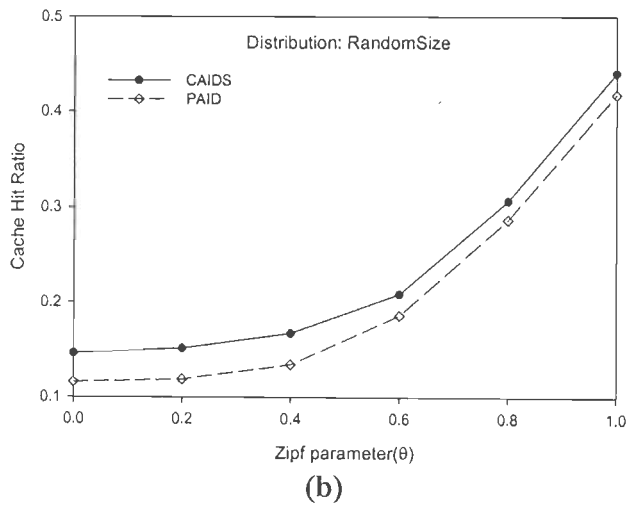 0.5
Distribution: RandomSize
CAIDS
PAID
0.4
Cache Hit Ratio
0.3
0.2
0.1
0.0 0.2 0.4 0.6 0.8 1.0
Zipf parameter(θ)
(b)